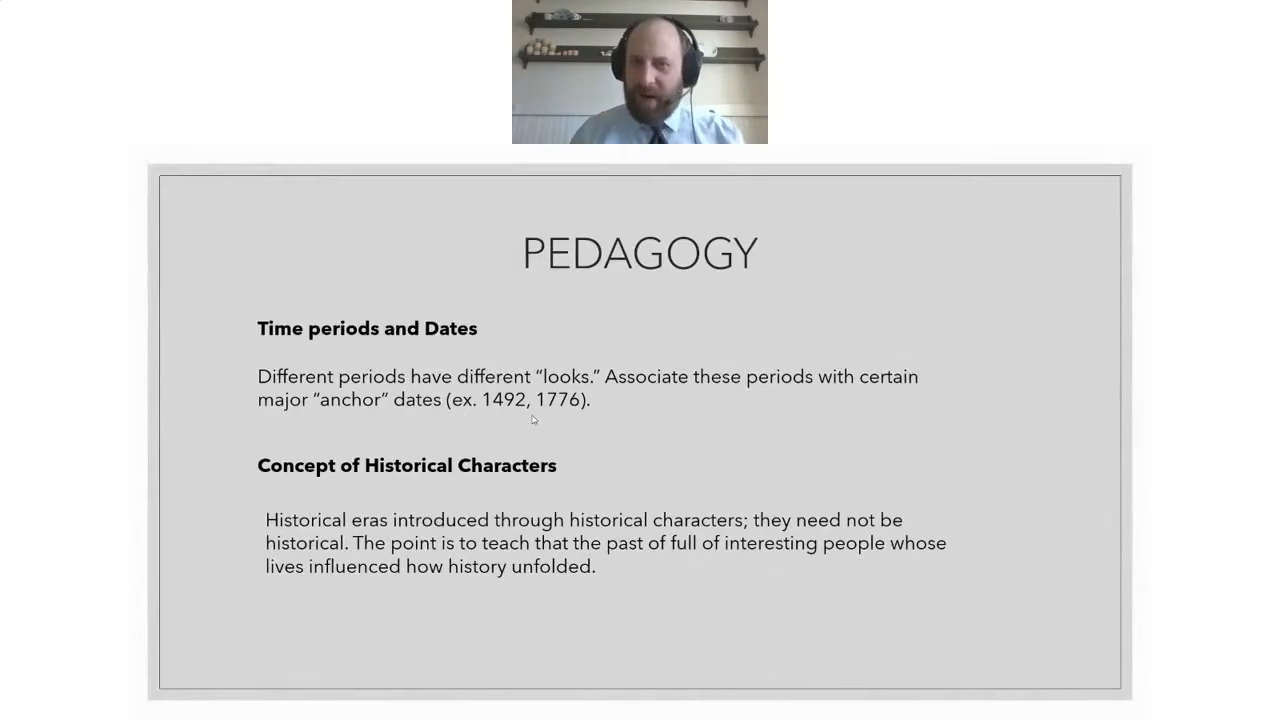 PEDAGOGY
Time periods and Dates
Different periods have different “looks.” Associate these periods with certain
major “anchor” dates (ex. 1492, 1776).
Concept of Historical Characters
Historical eras introduced through historical characters; they need not be
historical. The point is to teach that the past of full of interesting people whose
lives influenced how history unfolded.